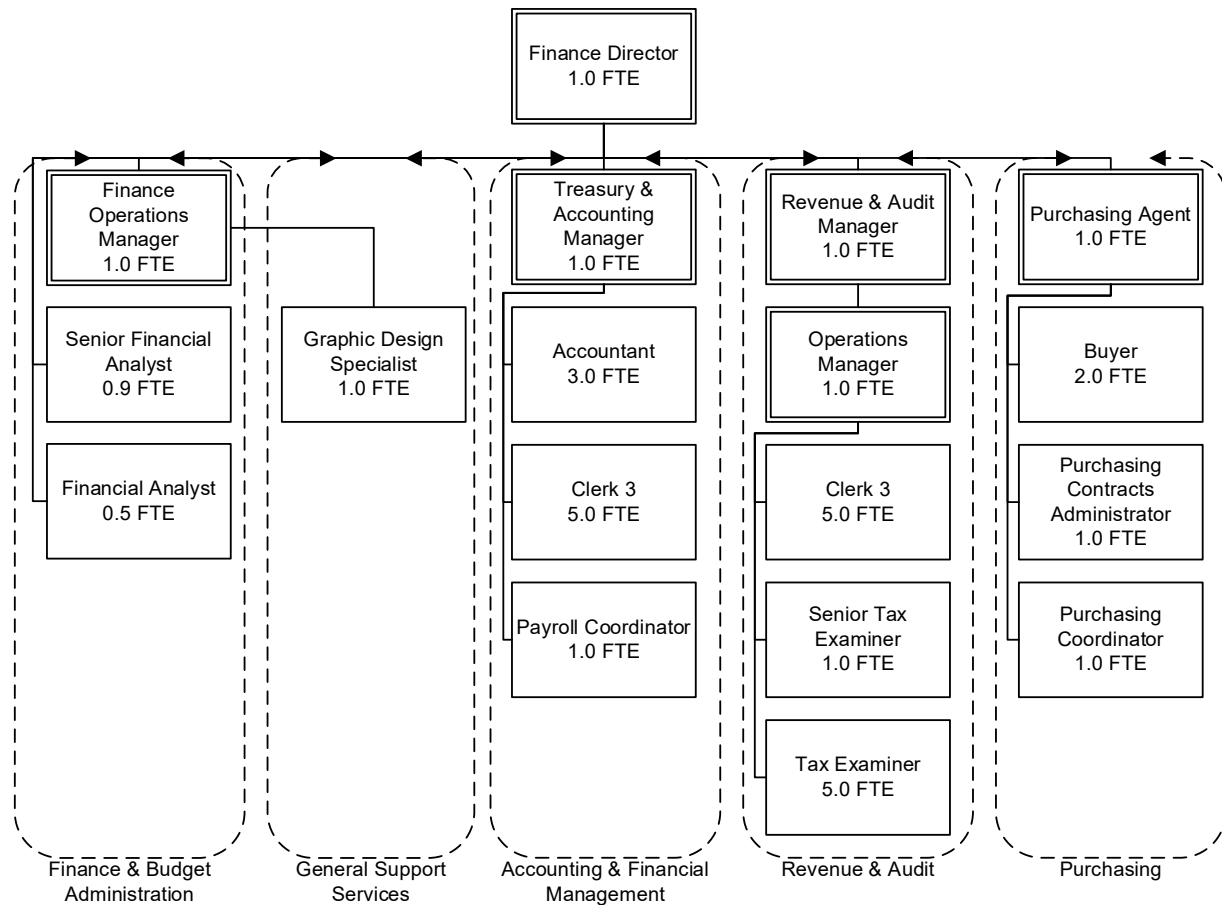 Finance Director
1.0 FTE
Finance
Operations
Manager
1.0 FTE
Treasury &
Accounting
Manager
1.0 FTE
Revenue & Audit
Manager
1.0 FTE
Purchasing Agent
1.0 FTE
Senior Financial
Analyst
0.9 FTE
Graphic Design
Specialist
1.0 FTE
Accountant
3.0 FTE
Operations
Manager
1.0 FTE
Buyer
2.0 FTE
Financial Analyst
0.5 FTE
Clerk 3
5.0 FTE
Clerk 3
5.0 FTE
Purchasing
Contracts
Administrator
1.0 FTE
Payroll Coordinator
1.0 FTE
Senior Tax
Examiner
1.0 FTE
Purchasing
Coordinator
1.0 FTE
Tax Examiner
5.0 FTE
Finance & Budget
Administration
General Support
Services
Accounting & Financial
Management
Revenue & Audit
Purchasing